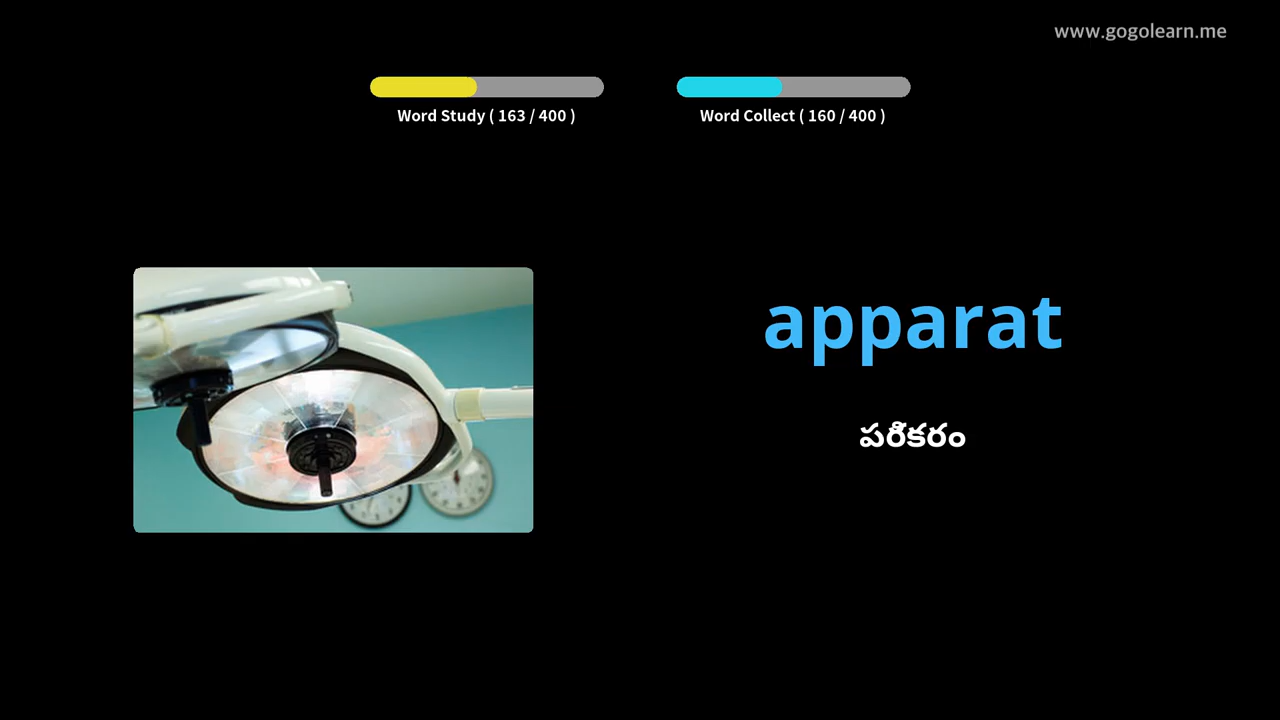 www.gogolearn.me
Word Study ( 163 / 400 )
Word Collect ( 160 / 400 )
apparat
పరికరం